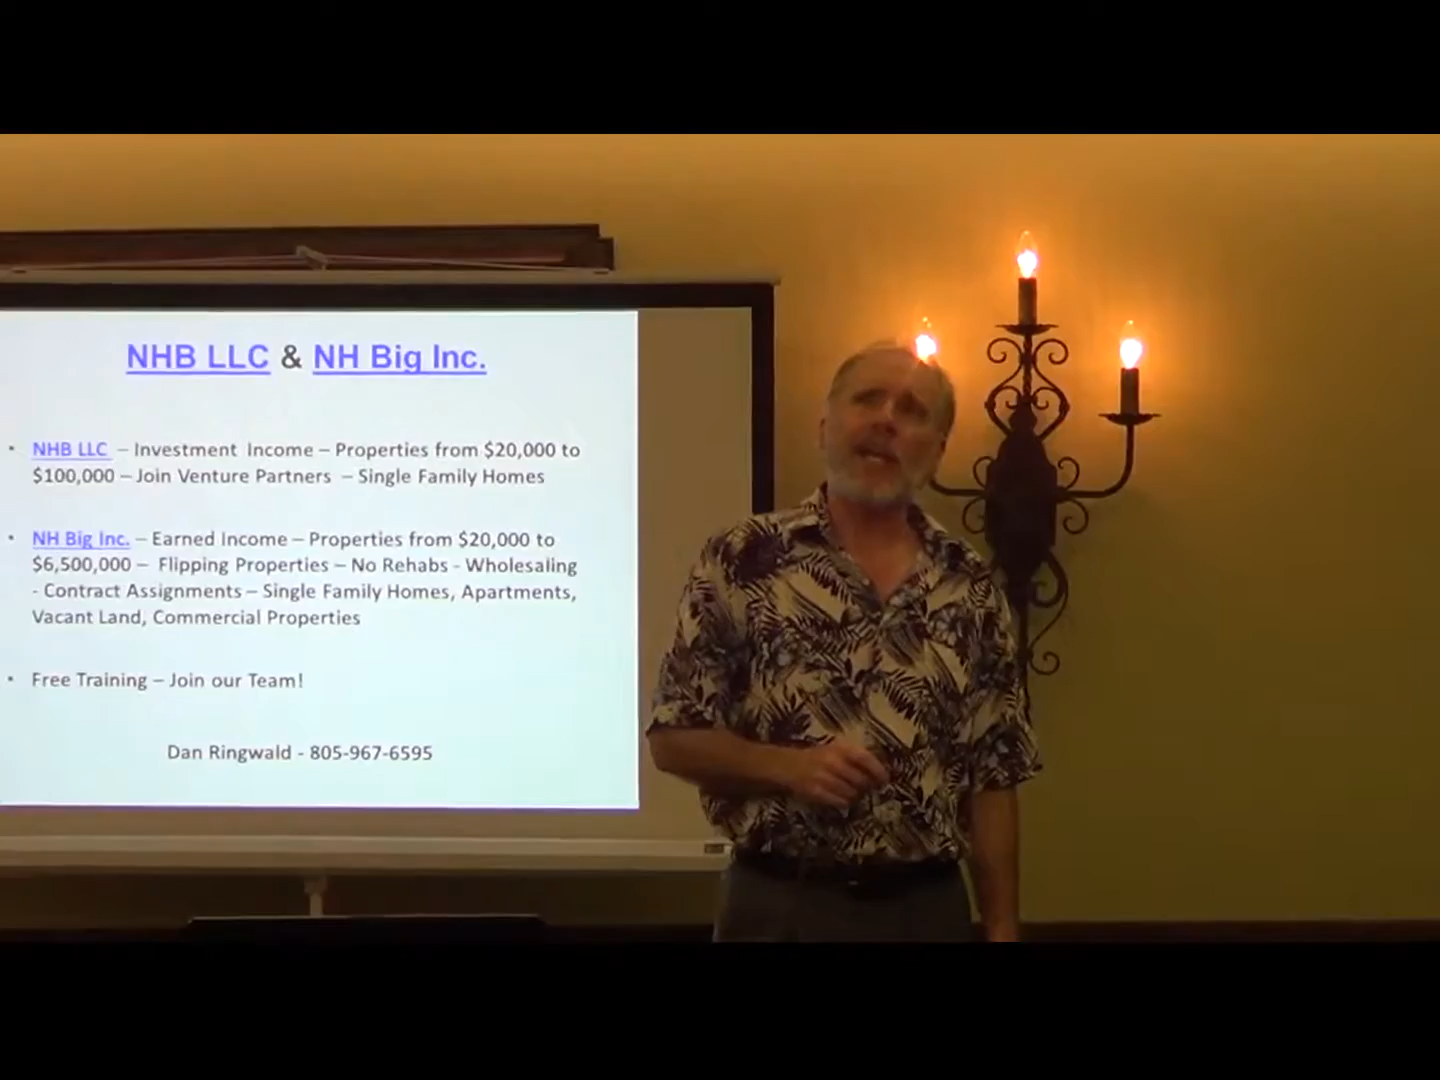 NHB LLC & NH Big Inc.
• NHB LLC – Investment Income – Properties from $20,000 to
$100,000 – Join Venture Partners – Single Family Homes
• NH Big Inc. – Earned Income – Properties from $20,000 to
$6,500,000 – Flipping Properties – No Rehabs - Wholesaling
- Contract Assignments – Single Family Homes, Apartments,
Vacant Land, Commercial Properties
• Free Training – Join our Team!
Dan Ringwald - 805-967-6595